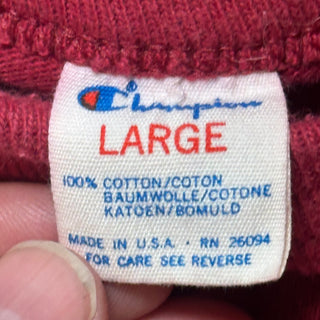 Champion
LARGE
100% COTTON/COTON
BAUMWOLLE/COTONE
KATOEN/BOMULD
MADE IN U.S.A. · RN 26094
FOR CARE SEE REVERSE